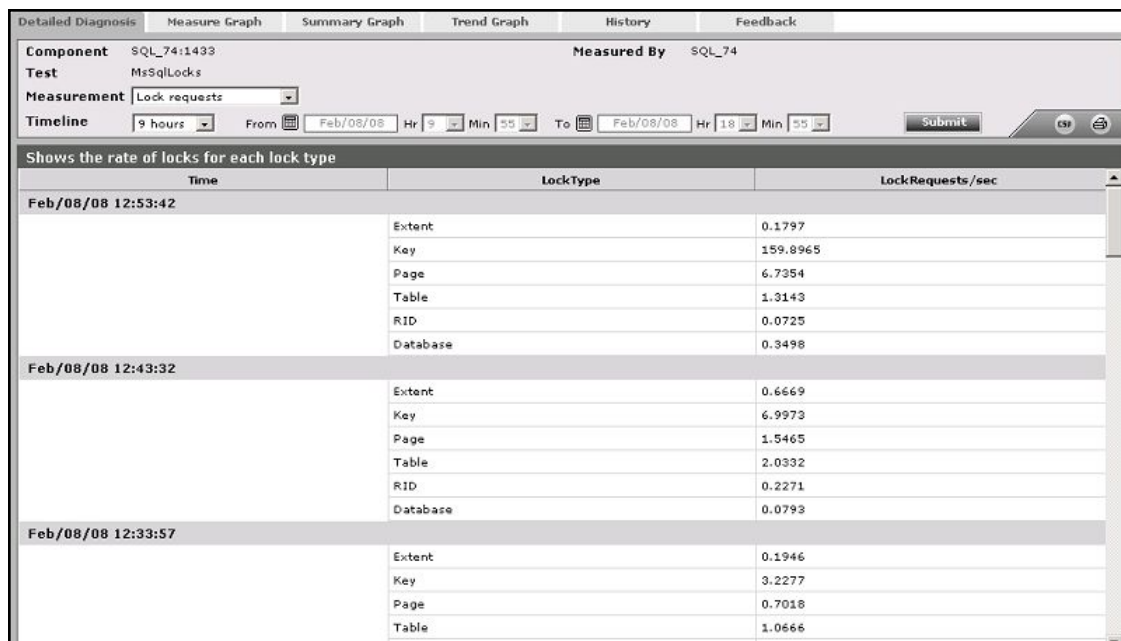 Detailed Diagnosis Measure Graph Summary Graph Trend Graph History Feedback
Component SQL_74:1433 Measured By SQL_74
Test MsSqlLocks
Measurement Lock requests
Timeline 9 hours From Feb/08/08 Hr 9 Min 55 To Feb/08/08 Hr 18 Min 55 Submit CSV
Shows the rate of locks for each lock type
Time LockType LockRequests/sec
Feb/08/08 12:53:42
Extent 0.1797
Key 159.8965
Page 6.7354
Table 1.3143
RID 0.0725
Database 0.3498
Feb/08/08 12:43:32
Extent 0.6669
Key 6.9973
Page 1.5465
Table 2.0332
RID 0.2271
Database 0.0793
Feb/08/08 12:33:57
Extent 0.1946
Key 3.2277
Page 0.7018
Table 1.0666